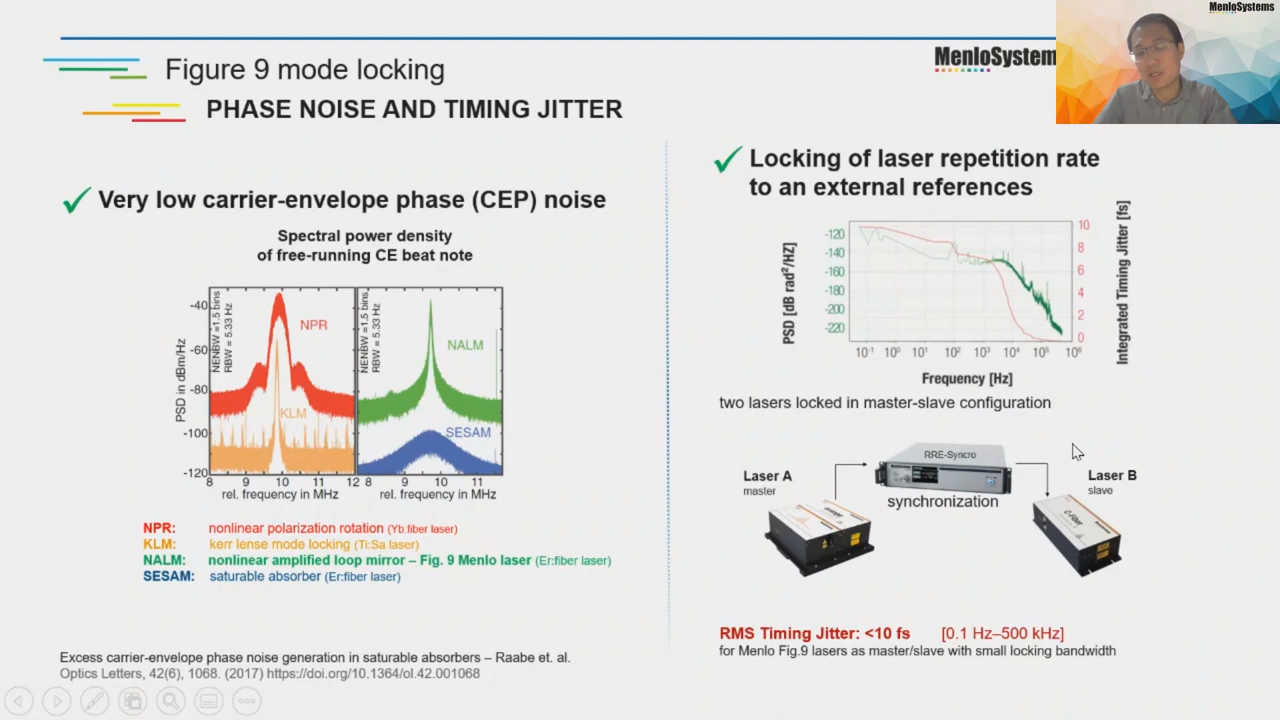 MenloSystems
Figure 9 mode locking
MenloSystem
PHASE NOISE AND TIMING JITTER
Very low carrier-envelope phase (CEP) noise
Spectral power density
of free-running CE beat note
PSD in dBm/Hz
-40
-60
-80
-100
-120
NENBW =1.5 bins
RBW = 5.33 Hz
NPR
KLM
NENBW =1.5 bins
RBW = 5.33 Hz
NALM
SESAM
8 9 10 11 12 8 9 10 11
rel. frequency in MHz rel. frequency in MHz
NPR: nonlinear polarization rotation (Yb:fiber laser)
KLM: kerr lense mode locking (Ti:Sa laser)
NALM: nonlinear amplified loop mirror – Fig. 9 Menlo laser (Er:fiber laser)
SESAM: saturable absorber (Er:fiber laser)
Excess carrier-envelope phase noise generation in saturable absorbers – Raabe et. al.
Optics Letters, 42(6), 1068. (2017) https://doi.org/10.1364/ol.42.001068
Locking of laser repetition rate
to an external references
PSD [dB rad²/HZ]
-120
-140
-160
-180
-200
-220
10
8
6
4
2
0
Integrated Timing Jitter [fs]
10⁻¹ 10⁰ 10¹ 10² 10³ 10⁴ 10⁵ 10⁶
Frequency [Hz]
two lasers locked in master-slave configuration
RRE-Syncro
Laser A
master
synchronization
Laser B
slave
C-Fiber
RMS Timing Jitter: <10 fs [0.1 Hz–500 kHz]
for Menlo Fig.9 lasers as master/slave with small locking bandwidth